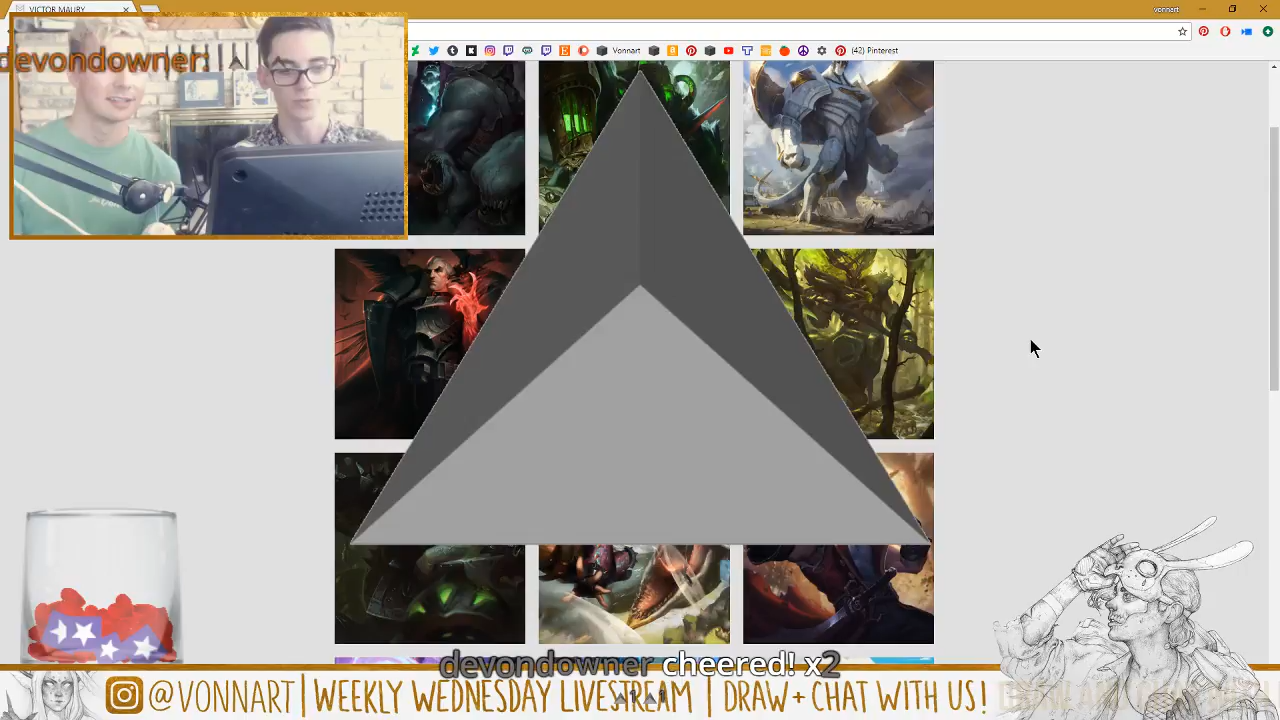 VICTOR MAURY
vonnart
devondowner:
Vonnart
(42) Pinterest
devondowner cheered! x2
@VONNART | WEEKLY WEDNESDAY LIVESTREAM | DRAW + CHAT WITH US!